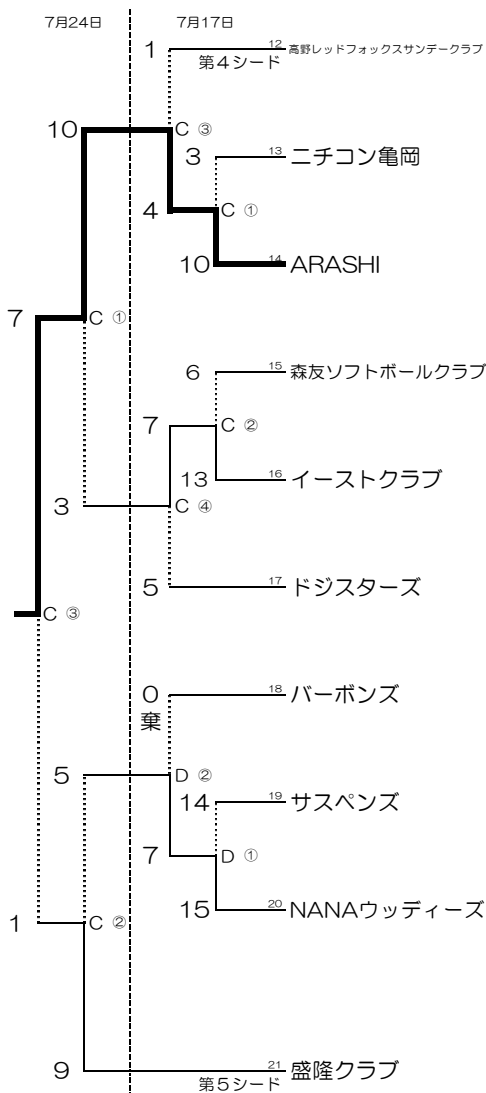 7月24日 7月17日
1 12 高野レッドフォックスサンデークラブ
第4シード
10 C ③
3 13 ニチコン亀岡
4 C ①
10 14 ARASHI
7 C ①
6 15 森友ソフトボールクラブ
7 C ②
13 16 イーストクラブ
3 C ④
5 17 ドジスターズ
C ③
0 18 バーボンズ
棄
5 D ②
14 19 サスペンズ
7 D ①
15 20 NANAウッディーズ
1 C ②
9 21 盛隆クラブ
第5シード